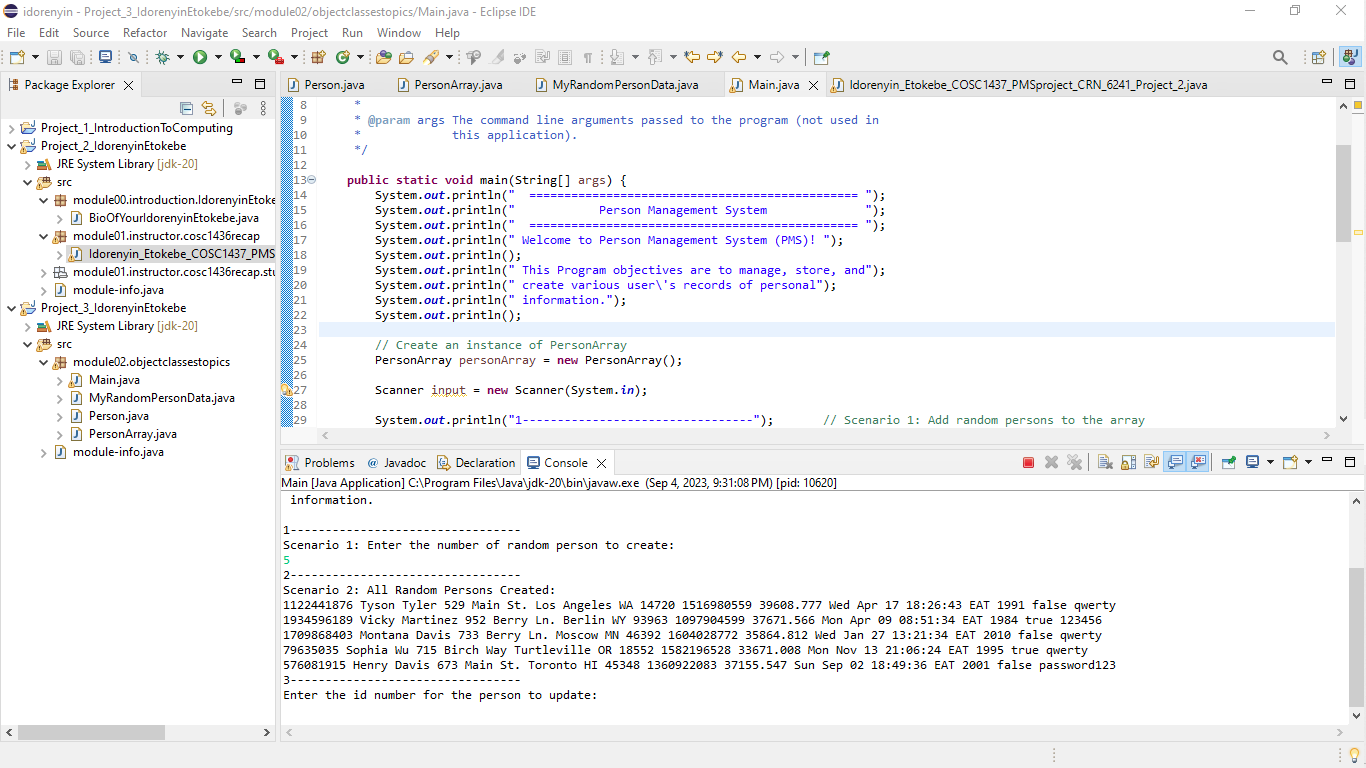 idorenyin - Project_3_IdorenyinEtokebe/src/module02/objectclassestopics/Main.java - Eclipse IDE
File Edit Source Refactor Navigate Search Project Run Window Help
Package Explorer
Project_1_IntroductionToComputing
Project_2_IdorenyinEtokebe
JRE System Library [jdk-20]
src
module00.introduction.IdorenyinEtoke
BioOfYourIdorenyinEtokebe.java
module01.instructor.cosc1436recap
Idorenyin_Etokebe_COSC1437_PMS
module01.instructor.cosc1436recap.stu
module-info.java
Project_3_IdorenyinEtokebe
JRE System Library [jdk-20]
src
module02.objectclassestopics
Main.java
MyRandomPersonData.java
Person.java
PersonArray.java
module-info.java
Person.java PersonArray.java MyRandomPersonData.java Main.java Idorenyin_Etokebe_COSC1437_PMSproject_CRN_6241_Project_2.java
8 *
9 * @param args The command line arguments passed to the program (not used in
10 * this application).
11 */
12
13 public static void main(String[] args) {
14 System.out.println("  =============================================== ");
15 System.out.println("            Person Management System              ");
16 System.out.println("  =============================================== ");
17 System.out.println(" Welcome to Person Management System (PMS)! ");
18 System.out.println();
19 System.out.println(" This Program objectives are to manage, store, and");
20 System.out.println(" create various user\'s records of personal");
21 System.out.println(" information.");
22 System.out.println();
23
24 // Create an instance of PersonArray
25 PersonArray personArray = new PersonArray();
26
27 Scanner input = new Scanner(System.in);
28
29 System.out.println("1---------------------------------"); // Scenario 1: Add random persons to the array
Problems @ Javadoc Declaration Console
Main [Java Application] C:\Program Files\Java\jdk-20\bin\javaw.exe (Sep 4, 2023, 9:31:08 PM) [pid: 10620]
information.
1---------------------------------
Scenario 1: Enter the number of random person to create:
5
2---------------------------------
Scenario 2: All Random Persons Created:
1122441876 Tyson Tyler 529 Main St. Los Angeles WA 14720 1516980559 39608.777 Wed Apr 17 18:26:43 EAT 1991 false qwerty
1934596189 Vicky Martinez 952 Berry Ln. Berlin WY 93963 1097904599 37671.566 Mon Apr 09 08:51:34 EAT 1984 true 123456
1709868403 Montana Davis 733 Berry Ln. Moscow MN 46392 1604028772 35864.812 Wed Jan 27 13:21:34 EAT 2010 false qwerty
79635035 Sophia Wu 715 Birch Way Turtleville OR 18552 1582196528 33671.008 Mon Nov 13 21:06:24 EAT 1995 true qwerty
576081915 Henry Davis 673 Main St. Toronto HI 45348 1360922083 37155.547 Sun Sep 02 18:49:36 EAT 2001 false password123
3---------------------------------
Enter the id number for the person to update: